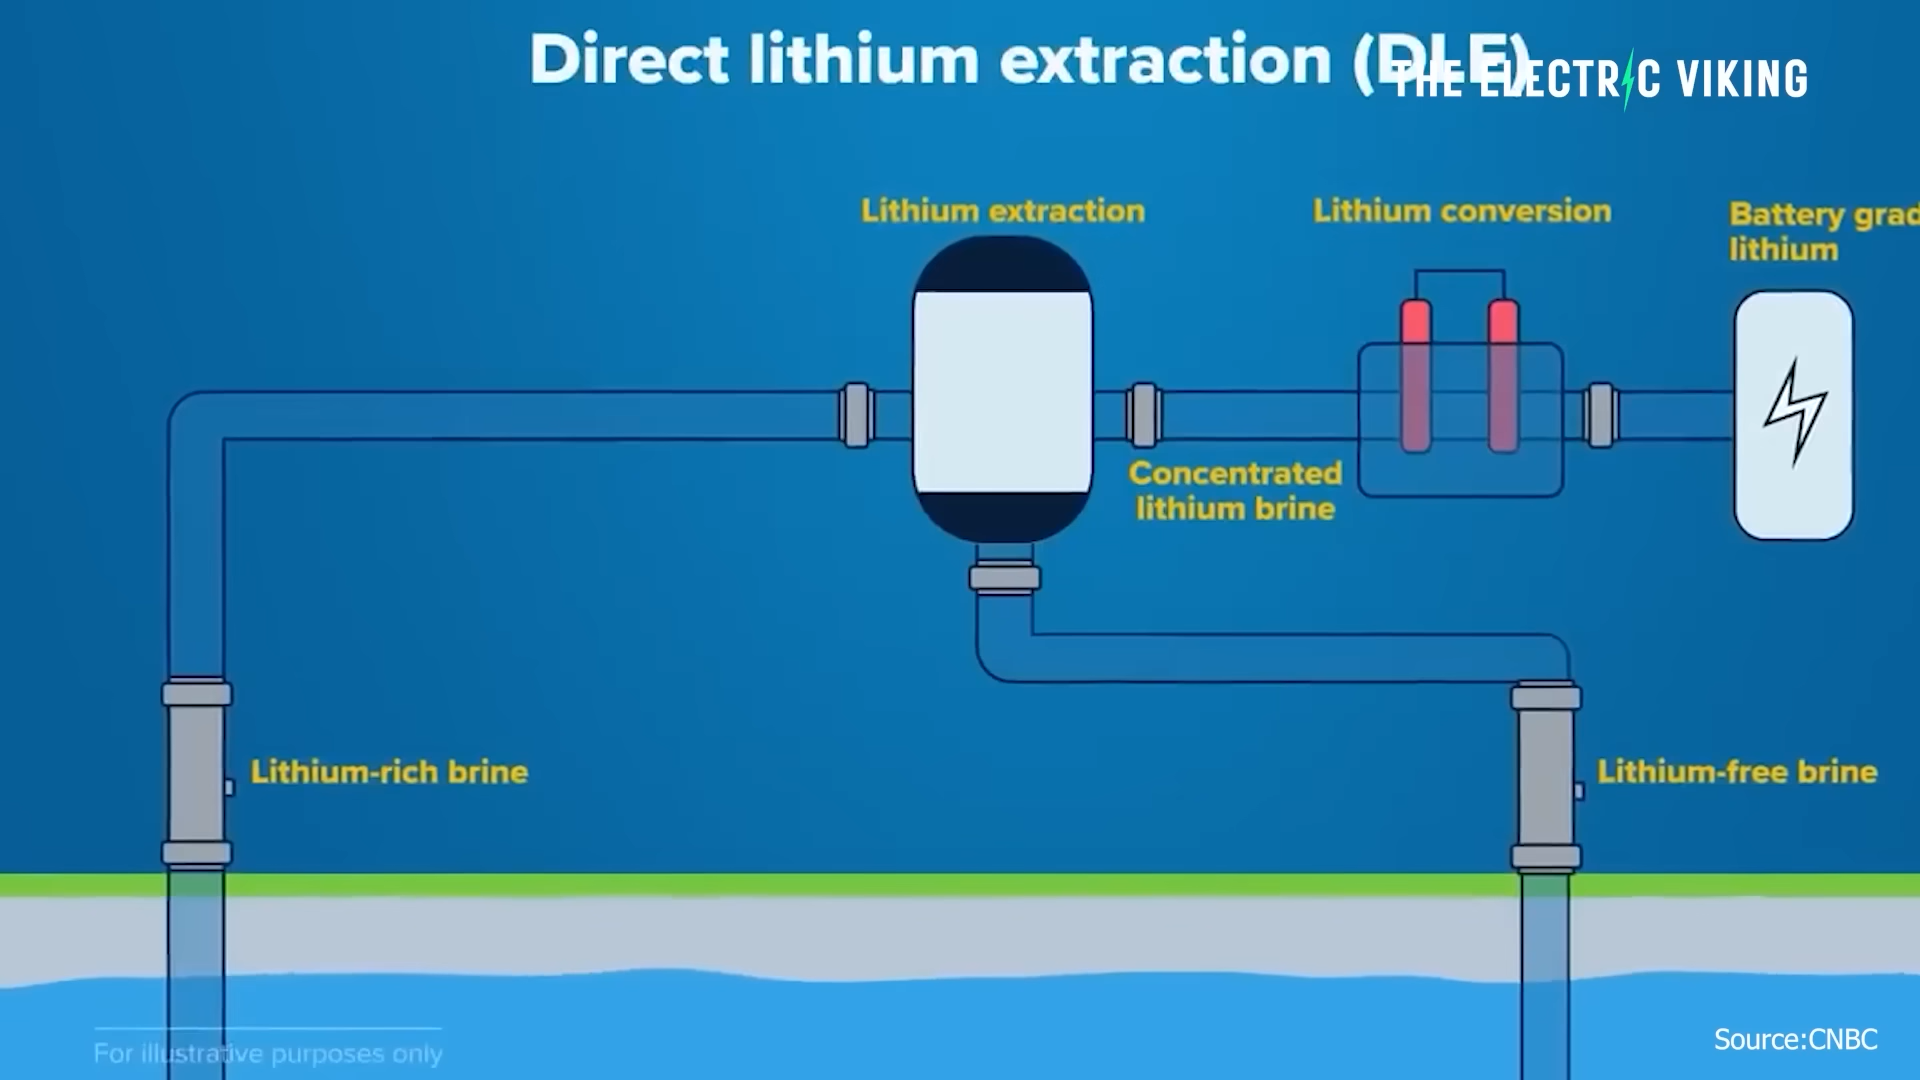 Direct lithium extraction (DLE)
THE ELECTRIC VIKING
Lithium extraction
Lithium conversion
Battery grad
lithium
Concentrated
lithium brine
Lithium-rich brine
Lithium-free brine
For illustrative purposes only
Source:CNBC